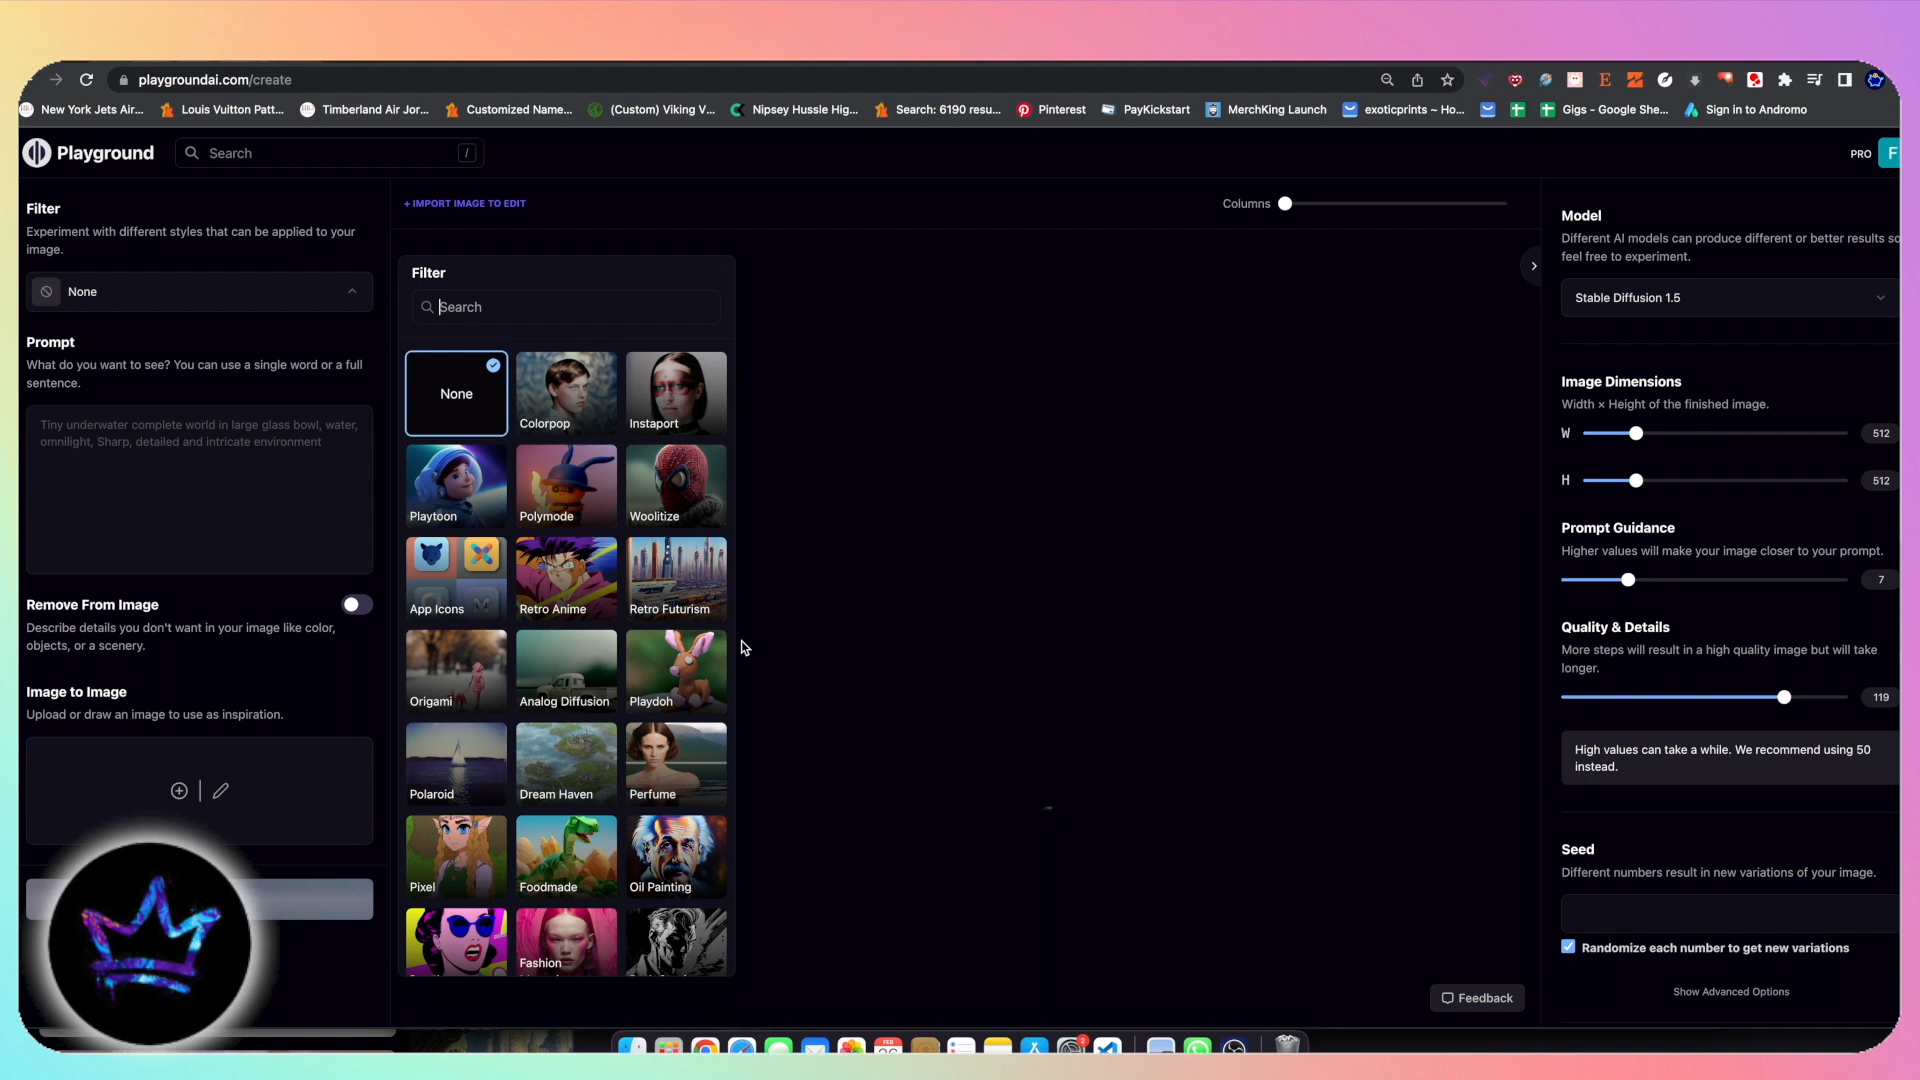 playgroundai.com/create
New York Jets Air...
Louis Vuitton Patt...
Timberland Air Jor...
Customized Name...
(Custom) Viking V...
Nipsey Hussle Hig...
Search: 6190 resu...
Pinterest
PayKickstart
MerchKing Launch
exoticprints ~ Ho...
Gigs - Google She...
Sign in to Andromo
Playground
Search
/
PRO
F
Filter
Experiment with different styles that can be applied to your
image.
None
Prompt
What do you want to see? You can use a single word or a full
sentence.
Tiny underwater complete world in large glass bowl, water,
omnilight, Sharp, detailed and intricate environment
Remove From Image
Describe details you don't want in your image like color,
objects, or a scenery.
Image to Image
Upload or draw an image to use as inspiration.
+ IMPORT IMAGE TO EDIT
Columns
Filter
Search
None
Colorpop
Instaport
Playtoon
Polymode
Woolitize
App Icons
Retro Anime
Retro Futurism
Origami
Analog Diffusion
Playdoh
Polaroid
Dream Haven
Perfume
Pixel
Foodmade
Oil Painting
Fashion
Model
Different AI models can produce different or better results so
feel free to experiment.
Stable Diffusion 1.5
Image Dimensions
Width × Height of the finished image.
W
512
H
512
Prompt Guidance
Higher values will make your image closer to your prompt.
7
Quality & Details
More steps will result in a high quality image but will take
longer.
119
High values can take a while. We recommend using 50
instead.
Seed
Different numbers result in new variations of your image.
Randomize each number to get new variations
Show Advanced Options
Feedback
FEB
2